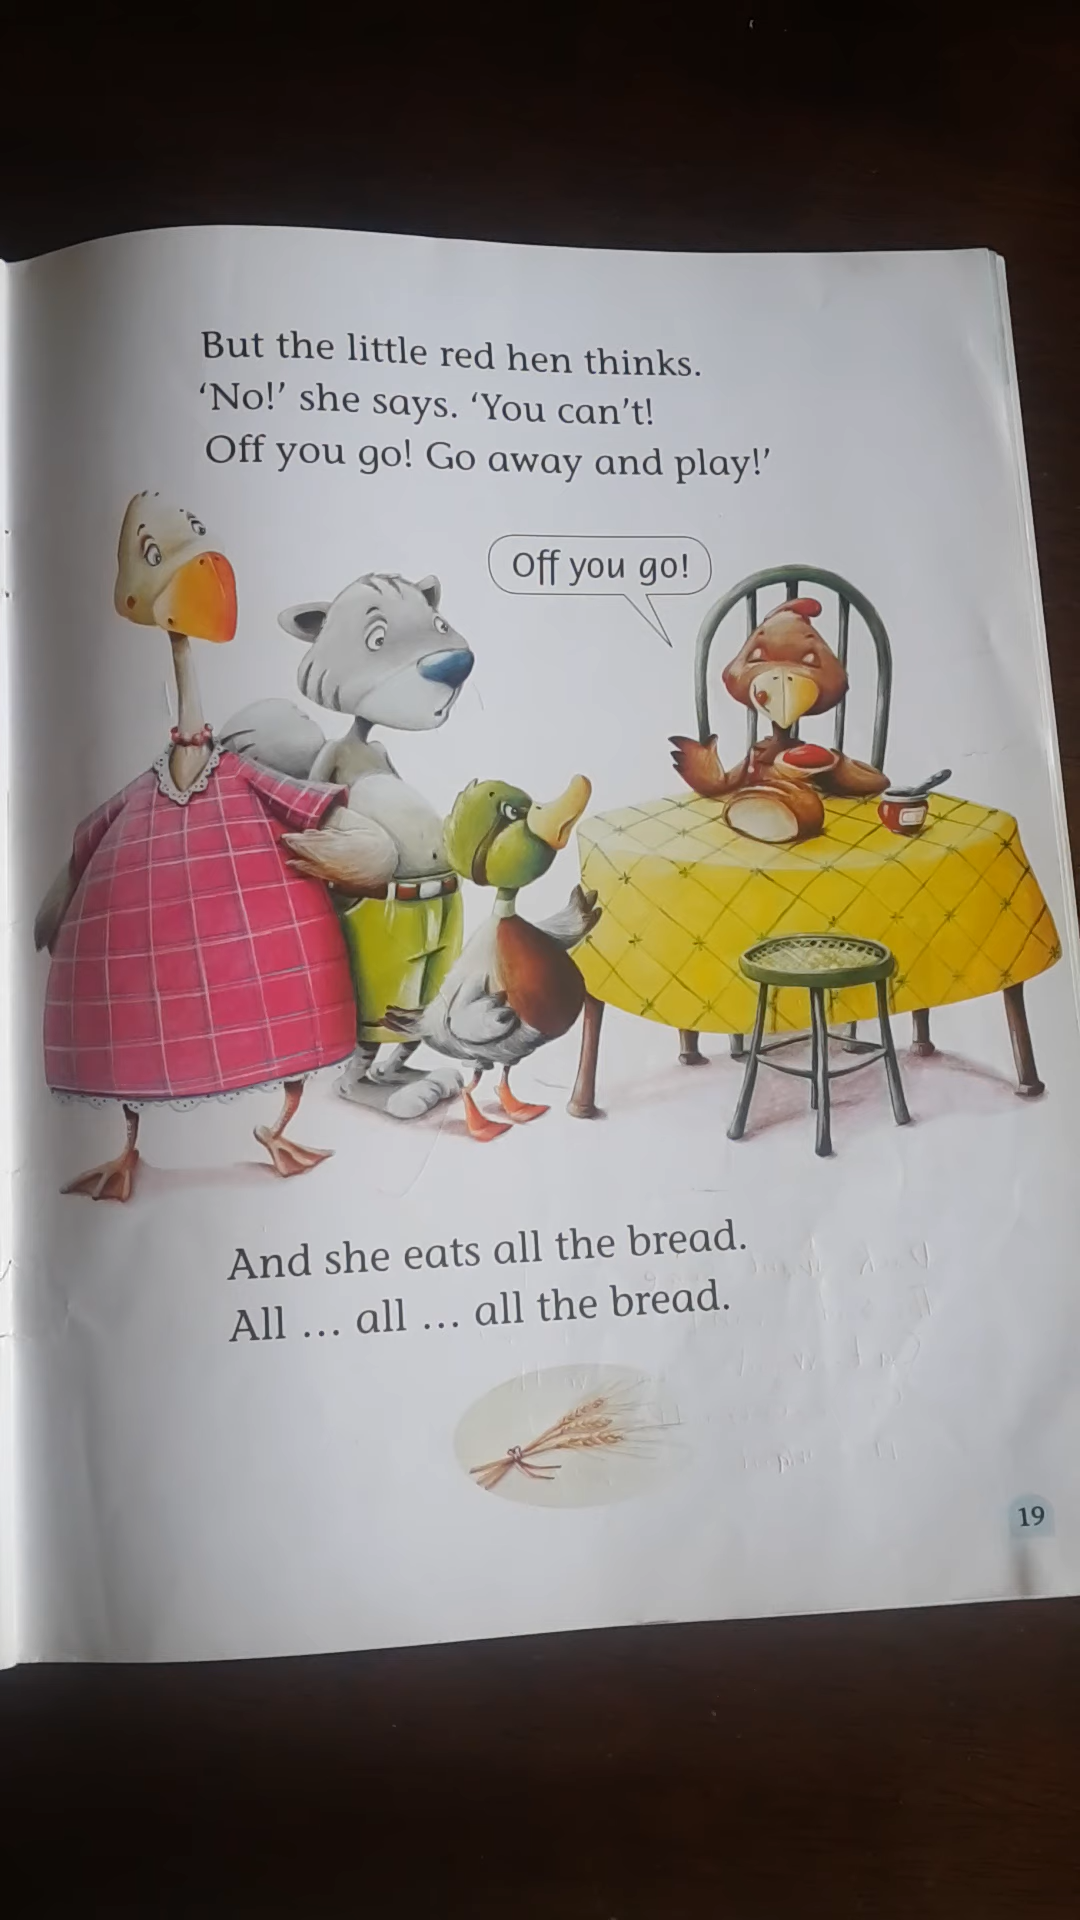 But the little red hen thinks.
‘No!’ she says. ‘You can’t!
Off you go! Go away and play!’
Off you go!
And she eats all the bread.
All ... all ... all the bread.
19